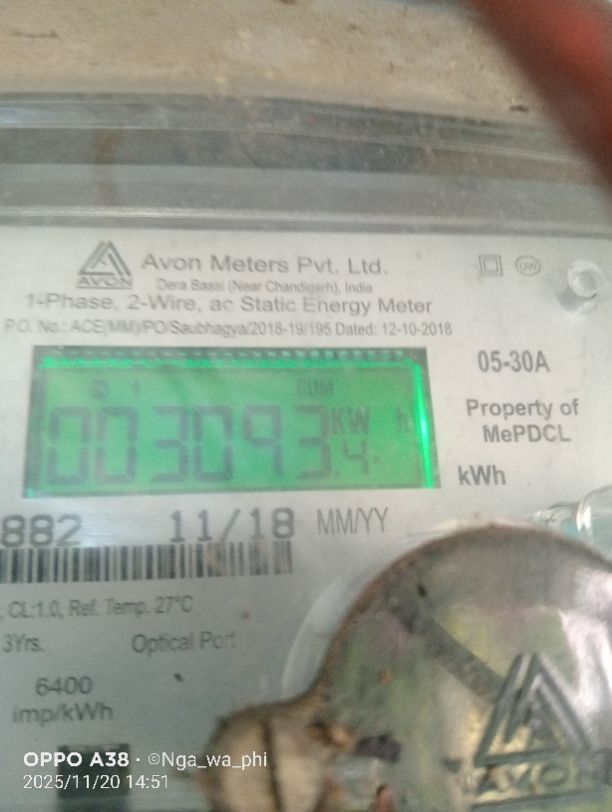 AVON
Avon Meters Pvt. Ltd.
Dera Bassi (Near Chandigarh), India
1-Phase, 2-Wire, ac Static Energy Meter
P.O. No.: ACE(MM)/PO/Saubhagya/2018-19/195 Dated: 12-10-2018
05-30A
CUM
003093.4 KW h
Property of
MePDCL
kWh
882 11/18 MM/YY
, CL:1.0, Ref. Temp. 27°C
3Yrs. Optical Port
6400
imp/kWh
AVON
OPPO A38 · ©Nga_wa_phi
2025/11/20 14:51